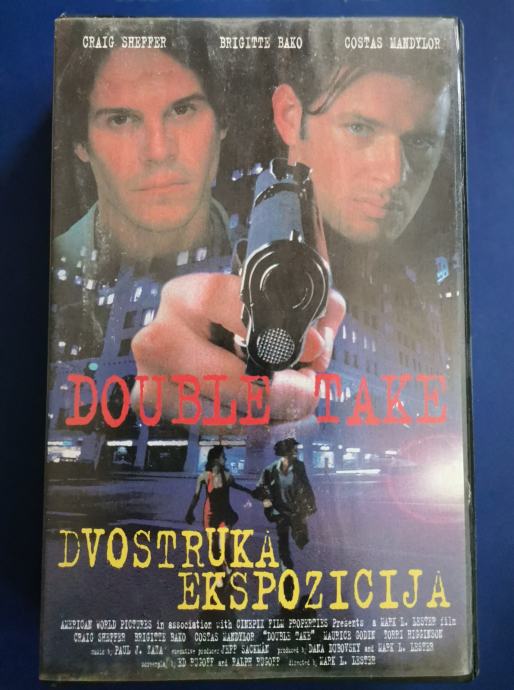 CRAIG SHEFFER BRIGITTE BAKO COSTAS MANDYLOR
DOUBLE TAKE
DVOSTRUKA
EKSPOZICIJA
AMERICAN WORLD PICTURES in association with CINEPIX FILM PROPERTIES Presents a MARK L. LESTER film
CRAIG SHEFFER BRIGITTE BAKO COSTAS MANDYLOR "DOUBLE TAKE" MAURICE GODIN TORRI HIGGINSON
music by PAUL J. ZAZA executive producer JEFF SACKMAN produced by DANA DUBOVSKY and MARK L. LESTER
screenplay by ED RUGOFF and RALPH RUGOFF directed by MARK L. LESTER